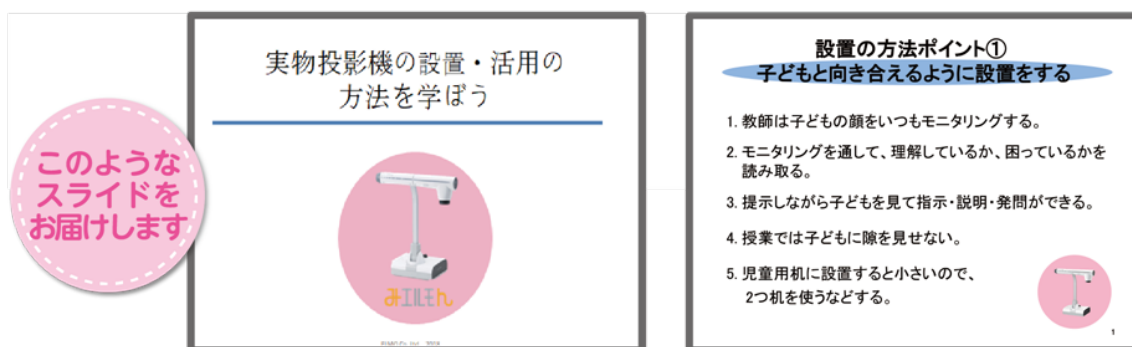 このような
スライドを
お届けします
実物投影機の設置・活用の
方法を学ぼう
みエルモん
設置の方法ポイント①
子どもと向き合えるように設置をする
1. 教師は子どもの顔をいつもモニタリングする。
2. モニタリングを通して、理解しているか、困っているかを
読み取る。
3. 提示しながら子どもを見て指示・説明・発問ができる。
4. 授業では子どもに隙を見せない。
5. 児童用机に設置すると小さいので、
2つ机を使うなどする。
1